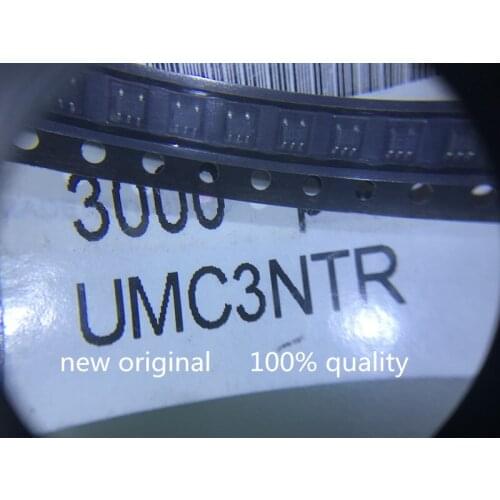 3000 P
UMC3NTR
new original 100% quality